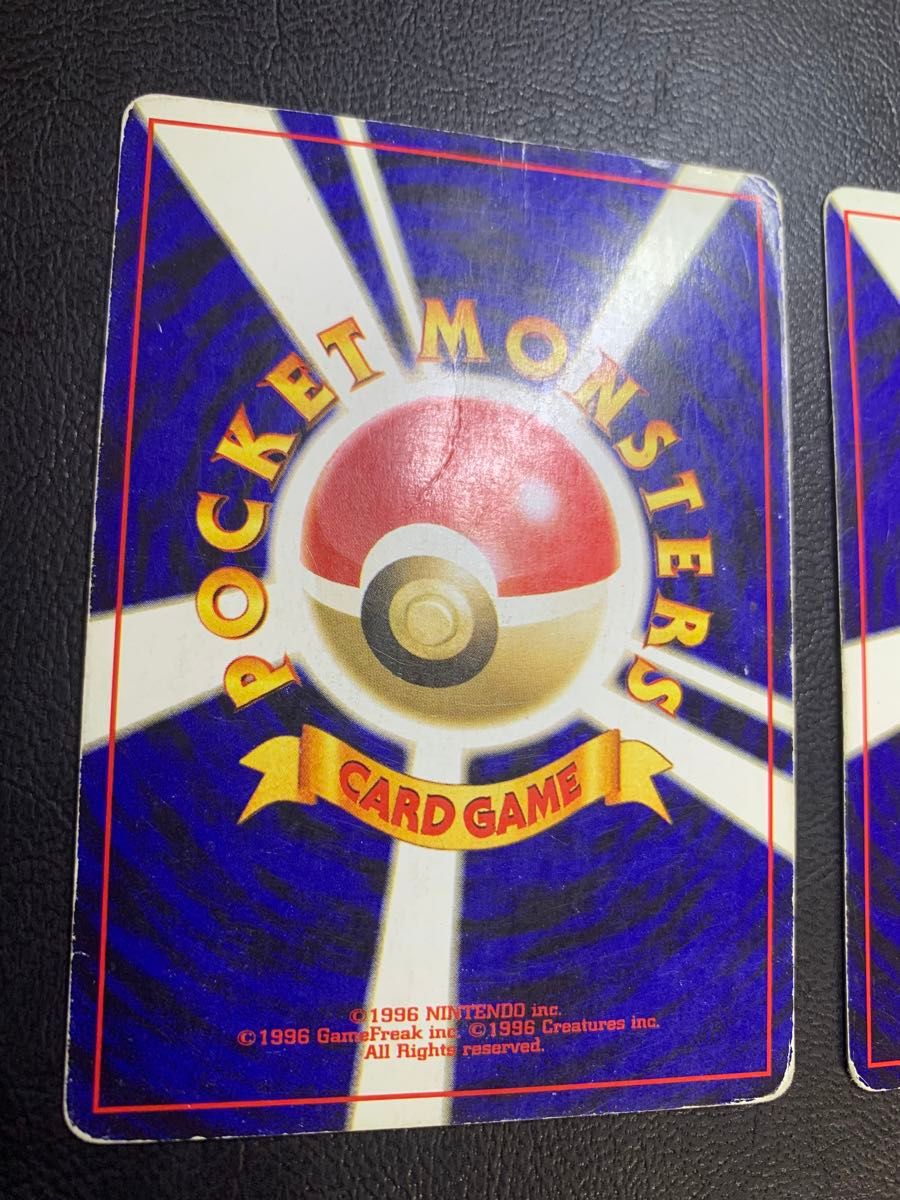 POCKET MONSTERS
CARD GAME
©1996 NINTENDO inc.
©1996 GameFreak inc. ©1996 Creatures inc.
All Rights reserved.